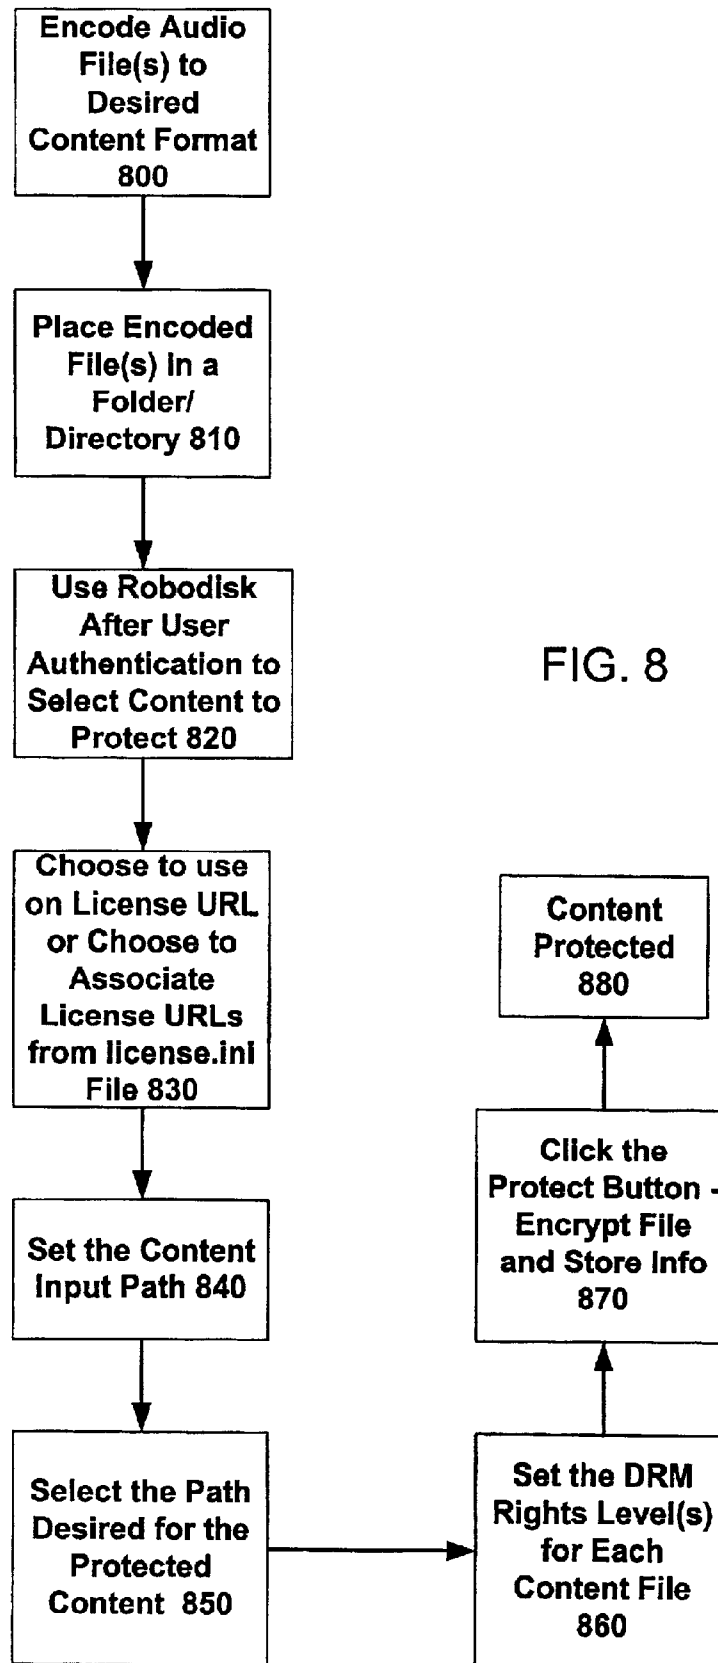 Encode Audio
File(s) to
Desired
Content Format
800
Place Encoded
File(s) in a
Folder/
Directory 810
Use Robodisk
After User
Authentication to
Select Content to
Protect 820
Choose to use
on License URL
or Choose to
Associate
License URLs
from license.ini
File 830
Set the Content
Input Path 840
Select the Path
Desired for the
Protected
Content 850
Set the DRM
Rights Level(s)
for Each
Content File
860
Click the
Protect Button -
Encrypt File
and Store Info
870
Content
Protected
880
FIG. 8